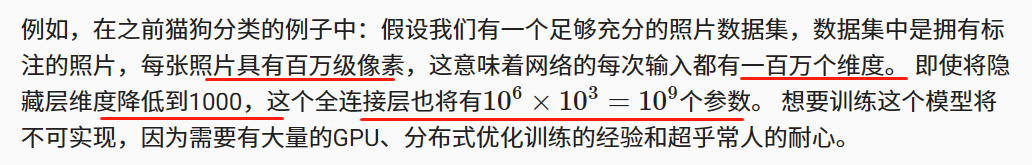 例如，在之前猫狗分类的例子中：假设我们有一个足够充分的照片数据集，数据集中是拥有标
注的照片，每张照片具有百万级像素，这意味着网络的每次输入都有一百万个维度。 即使将隐
藏层维度降低到1000，这个全连接层也将有10⁶ × 10³ = 10⁹个参数。 想要训练这个模型将
不可实现，因为需要有大量的GPU、分布式优化训练的经验和超乎常人的耐心。